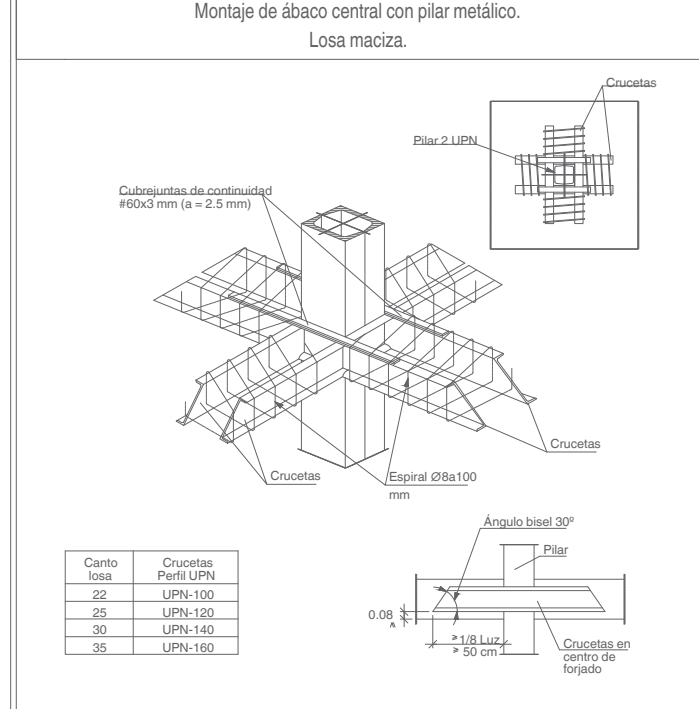 Montaje de ábaco central con pilar metálico.
Losa maciza.
Crucetas
Pilar 2 UPN
Cubrejuntas de continuidad
#60x3 mm (a = 2.5 mm)
Crucetas
Crucetas
Espiral Ø8a100
mm
Ángulo bisel 30º
Pilar
Canto losa
Crucetas Perfil UPN
22 UPN-100
25 UPN-120
30 UPN-140
35 UPN-160
0.08
≥ 1/8 Luz
≥ 50 cm
Crucetas en
centro de
forjado